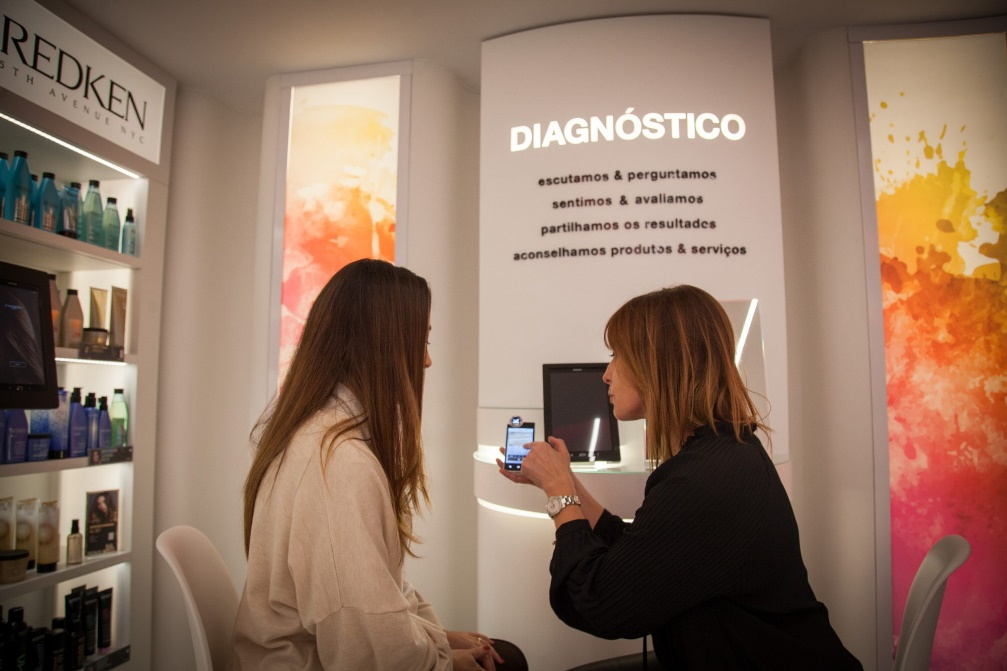 REDKEN
5TH AVENUE NYC
DIAGNÓSTICO
escutamos & perguntamos
sentimos & avaliamos
partilhamos os resultados
aconselhamos produtos & serviços